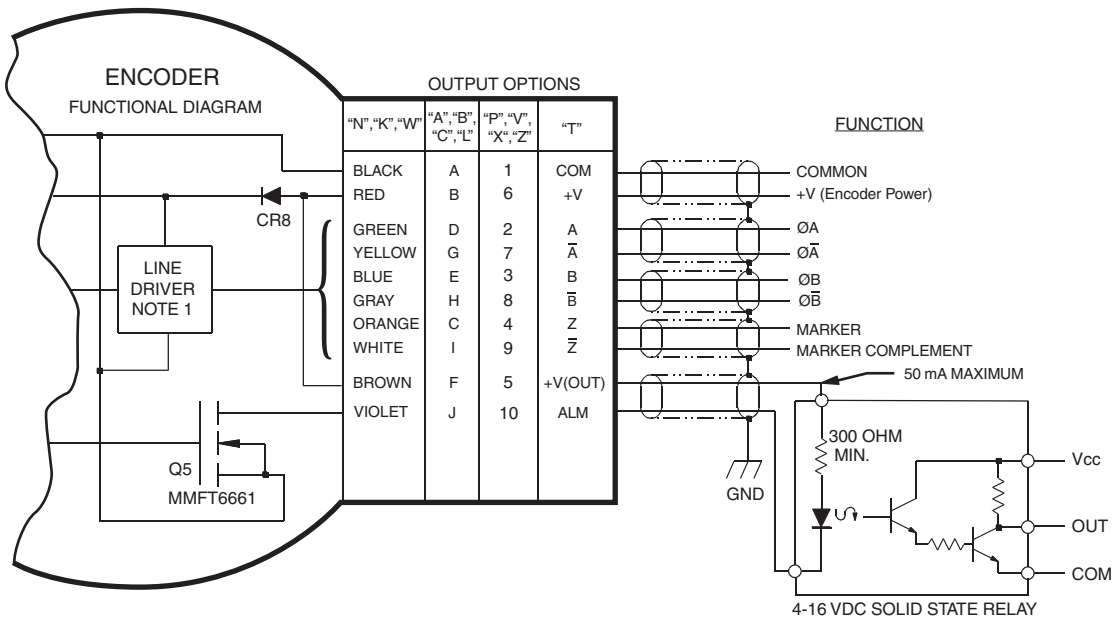 ENCODER
FUNCTIONAL DIAGRAM
OUTPUT OPTIONS
FUNCTION
“N”,“K”,“W” “A”,“B”, “P”,“V”, “T”
“C”,“L” “X“, “Z”
BLACK A 1 COM COMMON
RED B 6 +V +V (Encoder Power)
CR8
GREEN D 2 A ØA
YELLOW G 7 A̅ ØA̅
BLUE E 3 B ØB
GRAY H 8 B̅ ØB̅
ORANGE C 4 Z MARKER
WHITE I 9 Z̅ MARKER COMPLEMENT
BROWN F 5 +V(OUT) 50 mA MAXIMUM
VIOLET J 10 ALM
LINE
DRIVER
NOTE 1
Q5
MMFT6661
GND
300 OHM
MIN.
Vcc
OUT
COM
4-16 VDC SOLID STATE RELAY